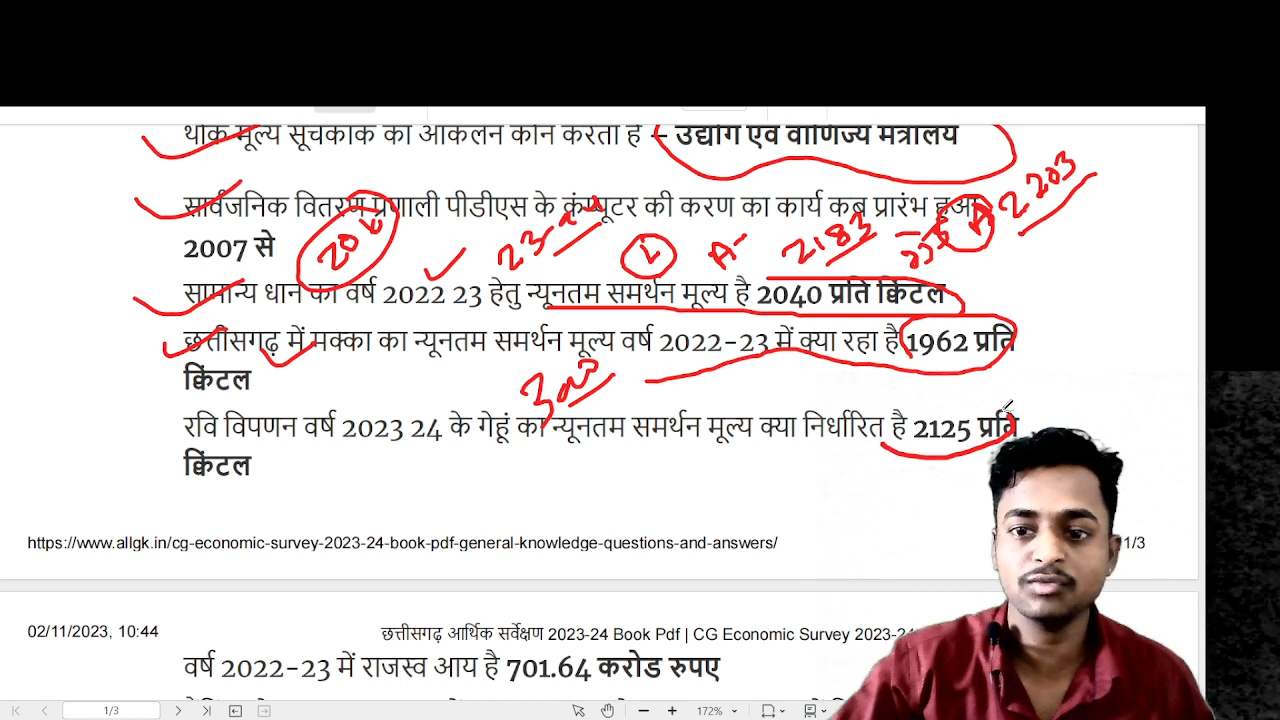 थोक मूल्य सूचकांक का आंकलन कौन करता है – उद्योग एवं वाणिज्य मंत्रालय
2203
सार्वजनिक वितरण प्रणाली पीडीएस के कंप्यूटर की करण का कार्य कब प्रारंभ हुआ
2007 से
23-24
A-
2183
A
सामान्य धान का वर्ष 2022 23 हेतु न्यूनतम समर्थन मूल्य है 2040 प्रति क्विंटल
छत्तीसगढ़ में मक्का का न्यूनतम समर्थन मूल्य वर्ष 2022-23 में क्या रहा है 1962 प्रति
क्विंटल
रवि विपणन वर्ष 2023 24 के गेहूं का न्यूनतम समर्थन मूल्य क्या निर्धारित है 2125 प्रति
क्विंटल
https://www.allgk.in/cg-economic-survey-2023-24-book-pdf-general-knowledge-questions-and-answers/
1/3
02/11/2023, 10:44
छत्तीसगढ़ आर्थिक सर्वेक्षण 2023-24 Book Pdf | CG Economic Survey 2023-24
वर्ष 2022-23 में राजस्व आय है 701.64 करोड रुपए
1/3
172%